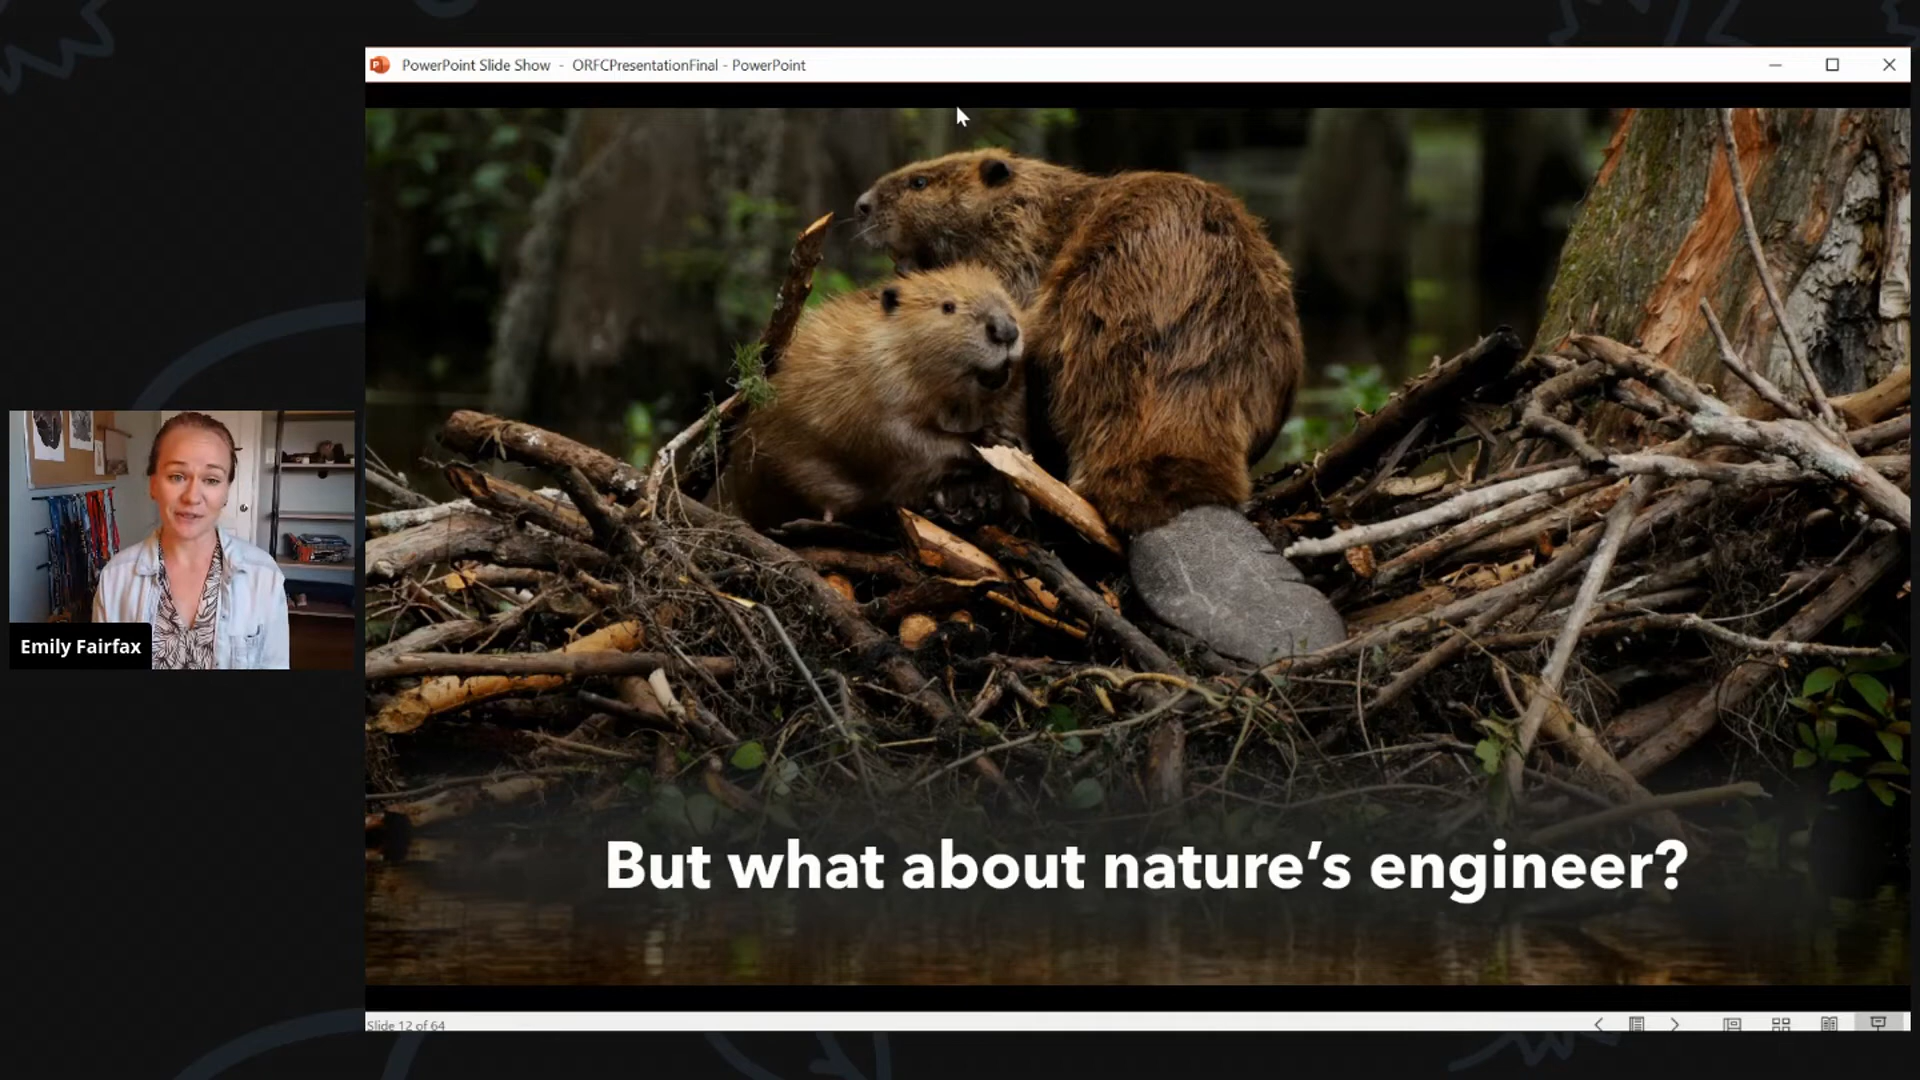 PowerPoint Slide Show - ORFCPresentationFinal - PowerPoint
Emily Fairfax
But what about nature’s engineer?
Slide 12 of 64